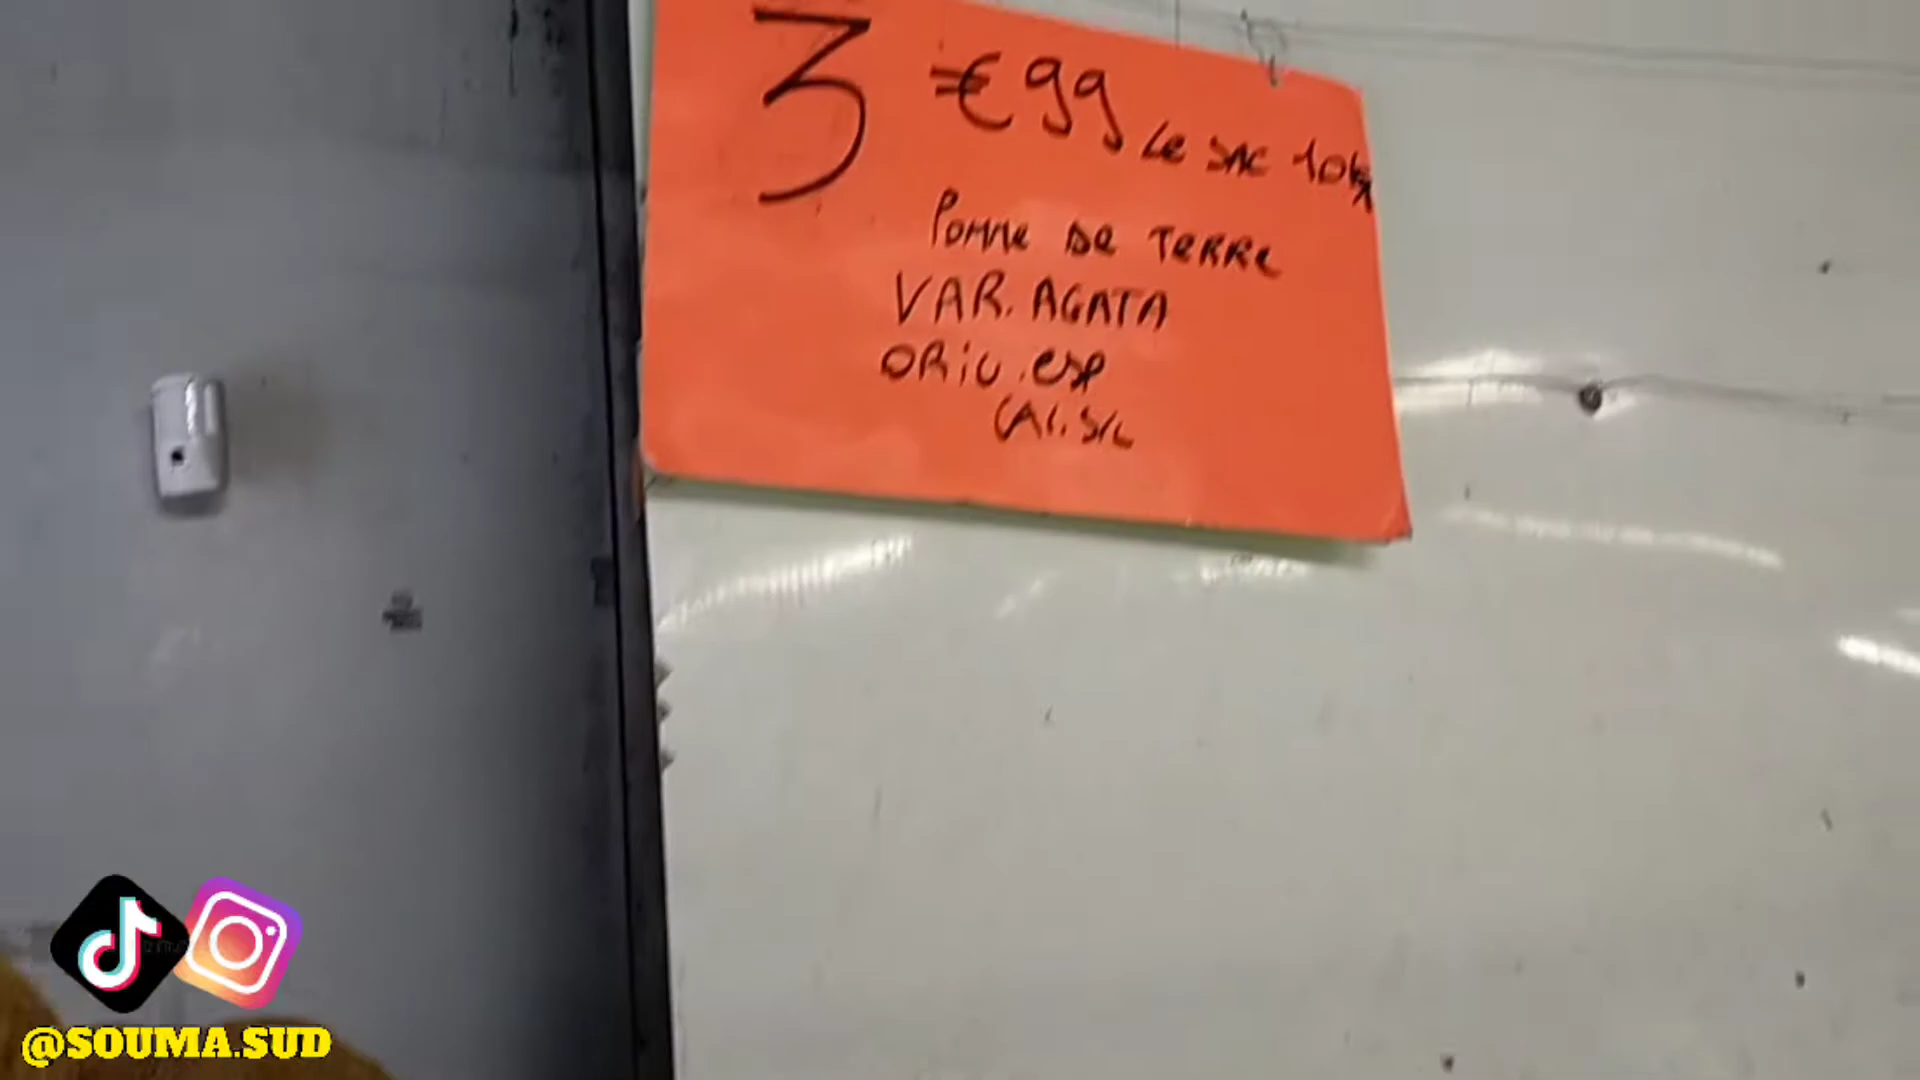 3 €99 Le SAC 10kg
Pomme De Terre
VAR. AGATA
ORIG. esp
CAL. S/L
@SOUMA.SUD